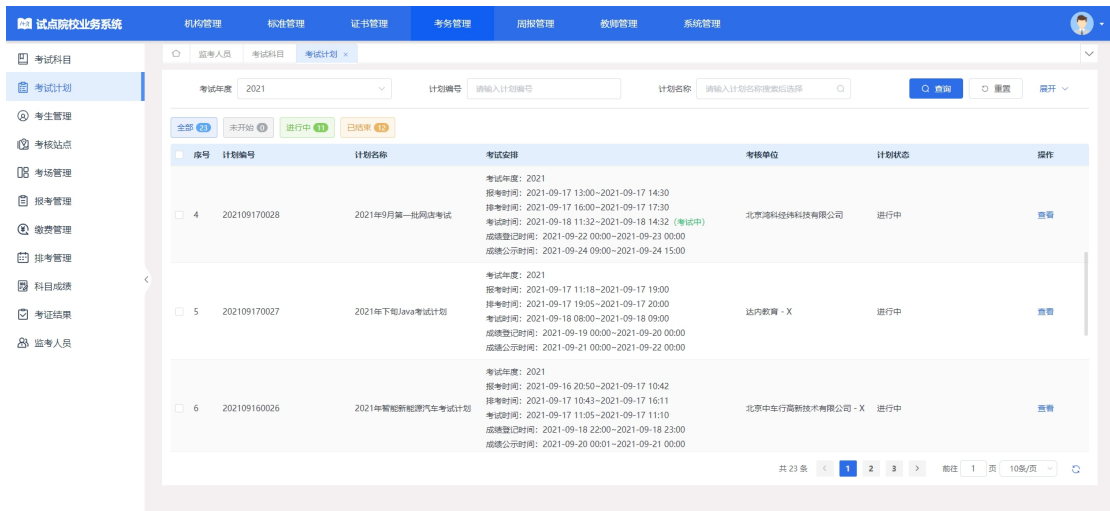 试点院校业务系统
机构管理 标准管理 证书管理 考务管理 周报管理 教师管理 系统管理
监考人员 考试科目 考试计划 ×
考试科目
考试计划
考生管理
考核站点
考场管理
报考管理
缴费管理
排考管理
科目成绩
考证结果
监考人员
考试年度 2021 计划编号 请输入计划编号 计划名称 请输入计划名称搜索后选择 查询 重置 展开
全部 23 未开始 0 进行中 11 已结束 12
序号 计划编号 计划名称 考试安排 考核单位 计划状态 操作
考试年度：2021
报考时间：2021-09-17 13:00~2021-09-17 14:30
排考时间：2021-09-17 16:00~2021-09-17 17:30
4 202109170028 2021年9月第一批网店考试 考试时间：2021-09-18 11:32~2021-09-18 14:32（考试中） 北京鸿科经纬科技有限公司 进行中 查看
成绩登记时间：2021-09-22 00:00~2021-09-23 00:00
成绩公示时间：2021-09-24 09:00~2021-09-24 15:00
考试年度：2021
报考时间：2021-09-17 11:18~2021-09-17 19:00
排考时间：2021-09-17 19:05~2021-09-17 20:00
5 202109170027 2021年下旬Java考试计划 考试时间：2021-09-18 08:00~2021-09-18 09:00 达内教育 - X 进行中 查看
成绩登记时间：2021-09-19 00:00~2021-09-20 00:00
成绩公示时间：2021-09-21 00:00~2021-09-22 00:00
考试年度：2021
报考时间：2021-09-16 20:50~2021-09-17 10:42
排考时间：2021-09-17 10:43~2021-09-17 16:11
6 202109160026 2021年智能新能源汽车考试计划 考试时间：2021-09-17 11:05~2021-09-17 11:10 北京中车行高新技术有限公司 - X 进行中 查看
成绩登记时间：2021-09-18 22:00~2021-09-18 23:00
成绩公示时间：2021-09-20 00:01~2021-09-21 00:00
共 23 条 < 1 2 3 > 前往 1 页 10条/页